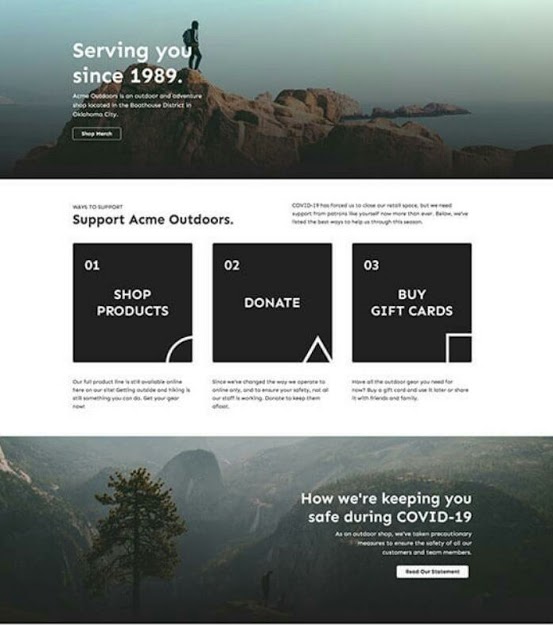 Serving you
since 1989.
Acme Outdoors is an outdoor and adventure
shop located in the Boathouse District in
Oklahoma City.
Shop Merch
WAYS TO SUPPORT
Support Acme Outdoors.
COVID-19 has forced us to close our retail space, but we need
support from patrons like yourself now more than ever. Below, we've
listed the best ways to help us through this season.
01
SHOP
PRODUCTS
02
DONATE
03
BUY
GIFT CARDS
Our full product line is still available online
here on our site! Getting outside and hiking is
still something you can do. Get your gear
now!
Since we've changed the way we operate to
online only, and to ensure your safety, not all
our staff is working. Donate to keep them
afloat.
Have all the outdoor gear you need for
now? Buy a gift card and use it later or share
it with friends and family.
How we're keeping you
safe during COVID-19
As an outdoor shop, we've taken precautionary
measures to ensure the safety of all our
customers and team members.
Read Our Statement